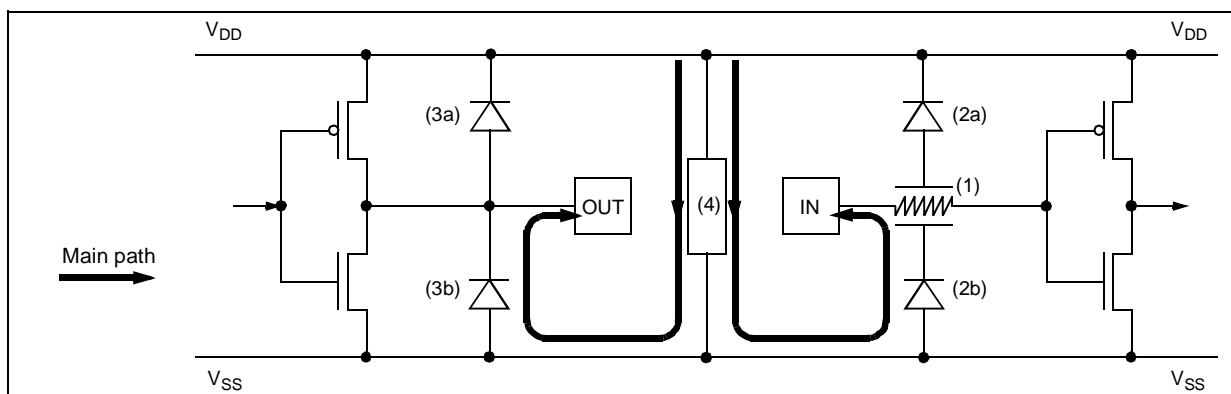 VDD VDD
(3a) (2a)
(1)
OUT (4) IN
Main path
(3b) (2b)
VSS VSS